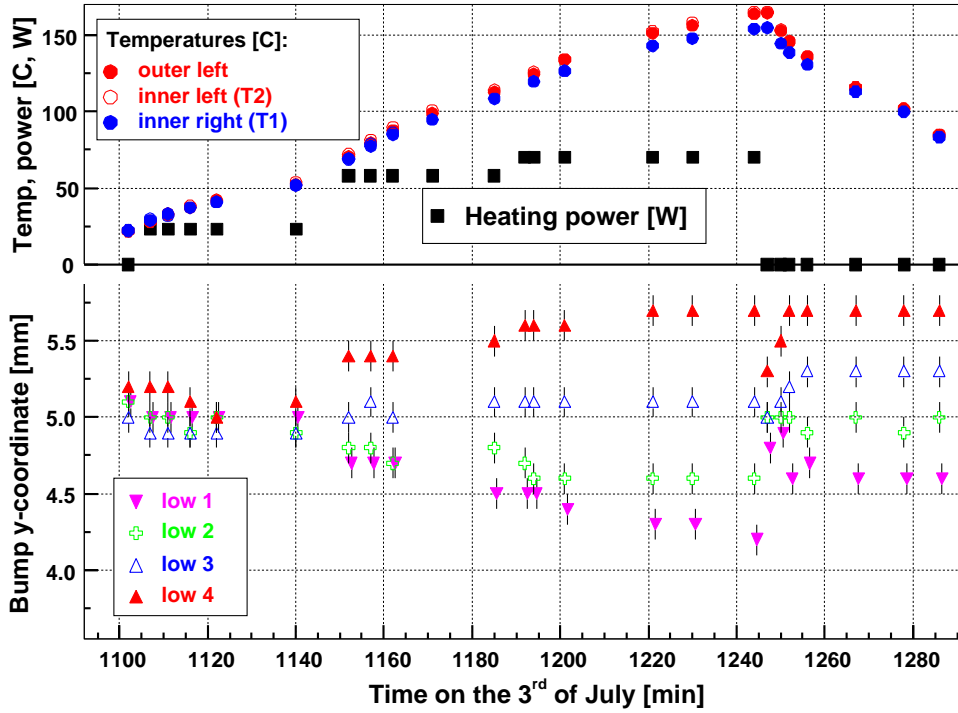 Temp, power [C, W]
150
100
50
0
Temperatures [C]:
outer left
inner left (T2)
inner right (T1)
Heating power [W]
Bump y-coordinate [mm]
5.5
5.0
4.5
4.0
low 1
low 2
low 3
low 4
1100 1120 1140 1160 1180 1200 1220 1240 1260 1280
Time on the 3rd of July [min]